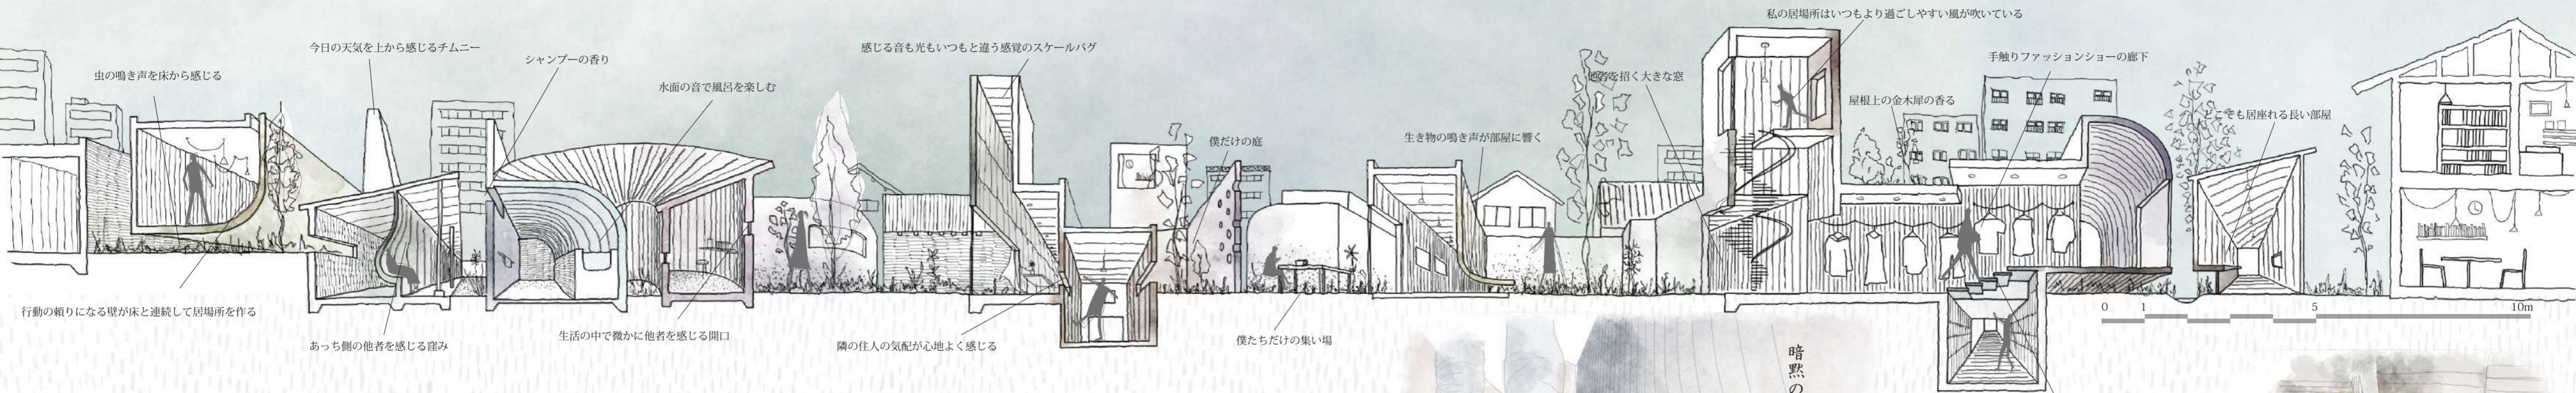 私の居場所はいつもより過ごしやすい風が吹いている
今日の天気を上から感じるチムニー
感じる音も光もいつもと違う感覚のスケールバグ
シャンプーの香り
手触りファッションショーの廊下
虫の鳴き声を床から感じる
他者を招く大きな窓
水面の音で風呂を楽しむ
屋根上の金木犀の香る
どこでも居座れる長い部屋
生き物の鳴き声が部屋に響く
僕だけの庭
0 1 5 10m
行動の頼りになる壁が床と連続して居場所を作る
生活の中で微かに他者を感じる開口
僕たちだけの集い場
あっち側の他者を感じる窪み
隣の住人の気配が心地よく感じる
暗黙の